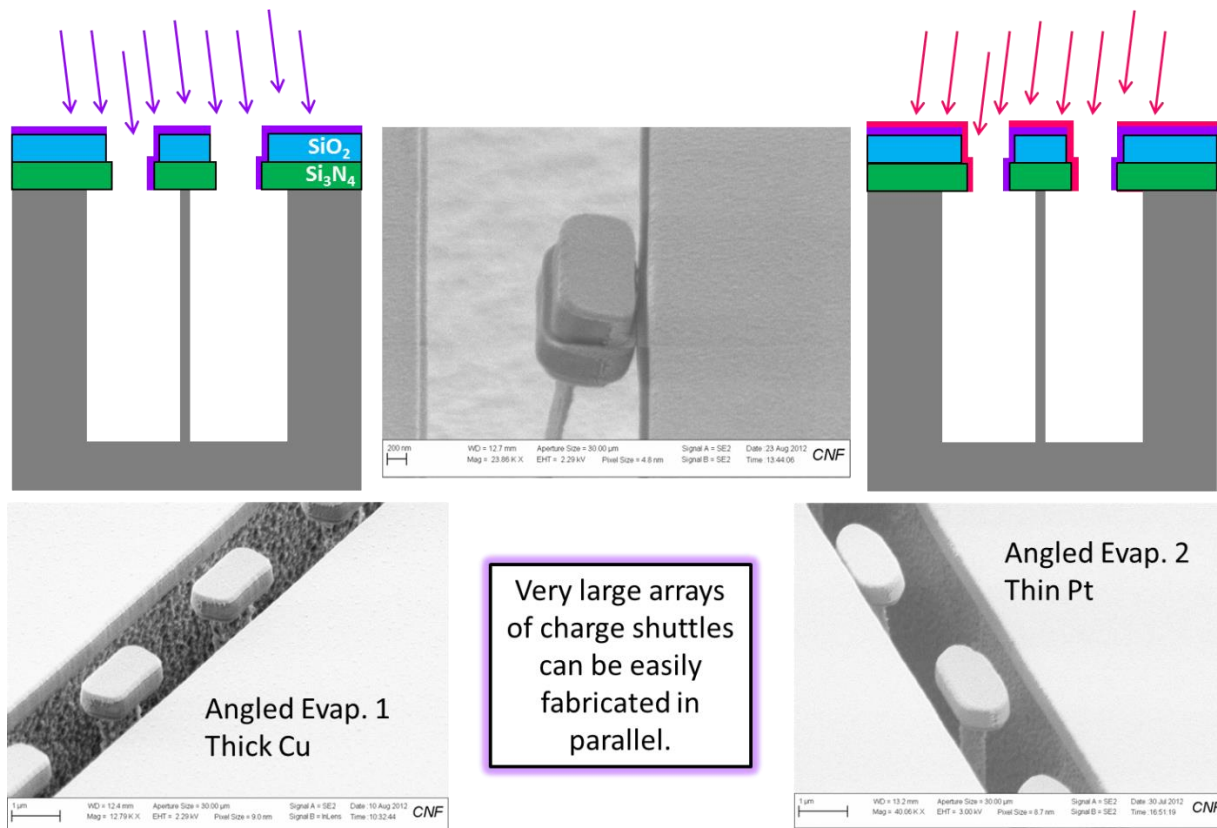 SiO2
Si3N4
200 nm
WD = 12.7 mm Aperture Size = 30.00 µm Signal A = SE2 Date :23 Aug 2012
Mag = 23.86 K X EHT = 2.29 kV Pixel Size = 4.8 nm Signal B = SE2 Time :13:44:06 CNF
Angled Evap. 1
Thick Cu
1 µm
WD = 12.4 mm Aperture Size = 30.00 µm Signal A = SE2 Date :10 Aug 2012
Mag = 12.79 K X EHT = 2.29 kV Pixel Size = 9.0 nm Signal B = InLens Time :10:32:44 CNF
Very large arrays
of charge shuttles
can be easily
fabricated in
parallel.
Angled Evap. 2
Thin Pt
1 µm
WD = 13.2 mm Aperture Size = 30.00 µm Signal A = SE2 Date :30 Jul 2012
Mag = 40.06 K X EHT = 3.00 kV Pixel Size = 8.7 nm Signal B = SE2 Time :16:51:19 CNF